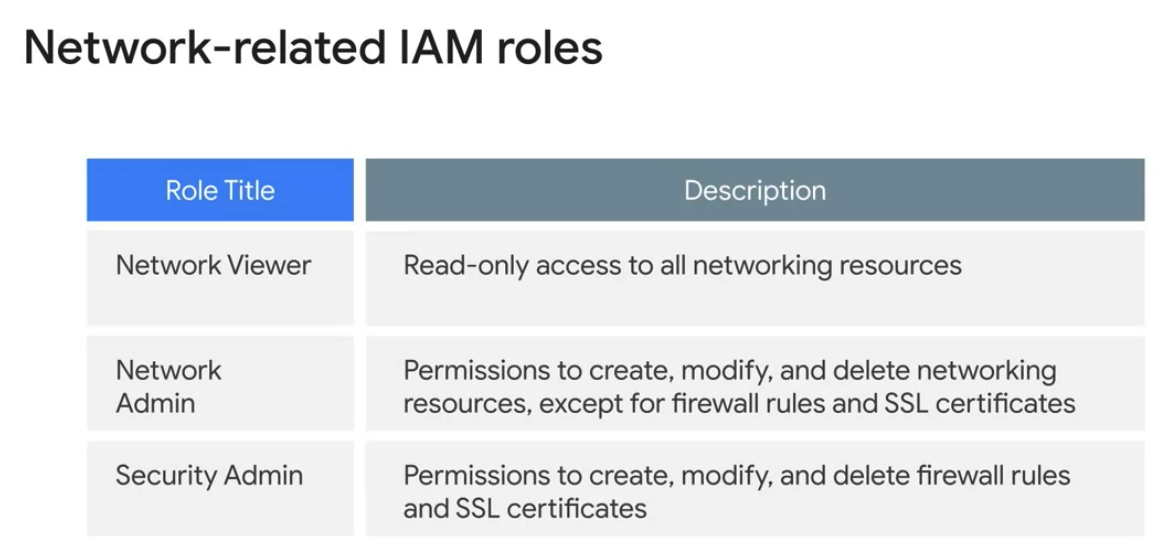 Network-related IAM roles
Role Title
Description
Network Viewer
Read-only access to all networking resources
Network
Admin
Permissions to create, modify, and delete networking
resources, except for firewall rules and SSL certificates
Security Admin
Permissions to create, modify, and delete firewall rules
and SSL certificates